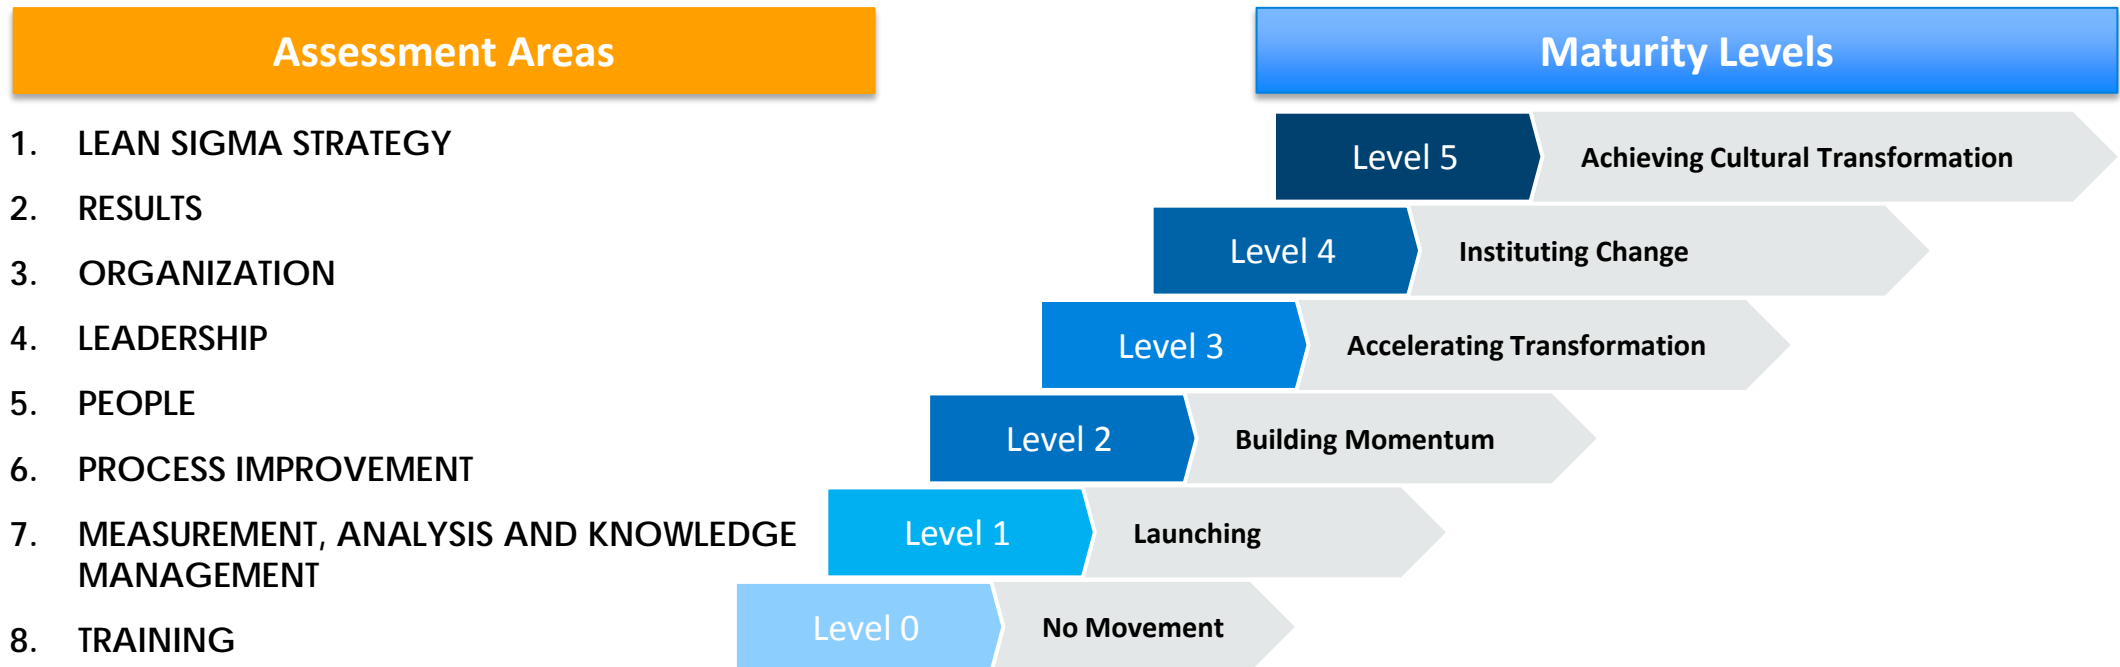 Assessment Areas
1. LEAN SIGMA STRATEGY
2. RESULTS
3. ORGANIZATION
4. LEADERSHIP
5. PEOPLE
6. PROCESS IMPROVEMENT
7. MEASUREMENT, ANALYSIS AND KNOWLEDGE
MANAGEMENT
8. TRAINING
Maturity Levels
Level 5 Achieving Cultural Transformation
Level 4 Instituting Change
Level 3 Accelerating Transformation
Level 2 Building Momentum
Level 1 Launching
Level 0 No Movement